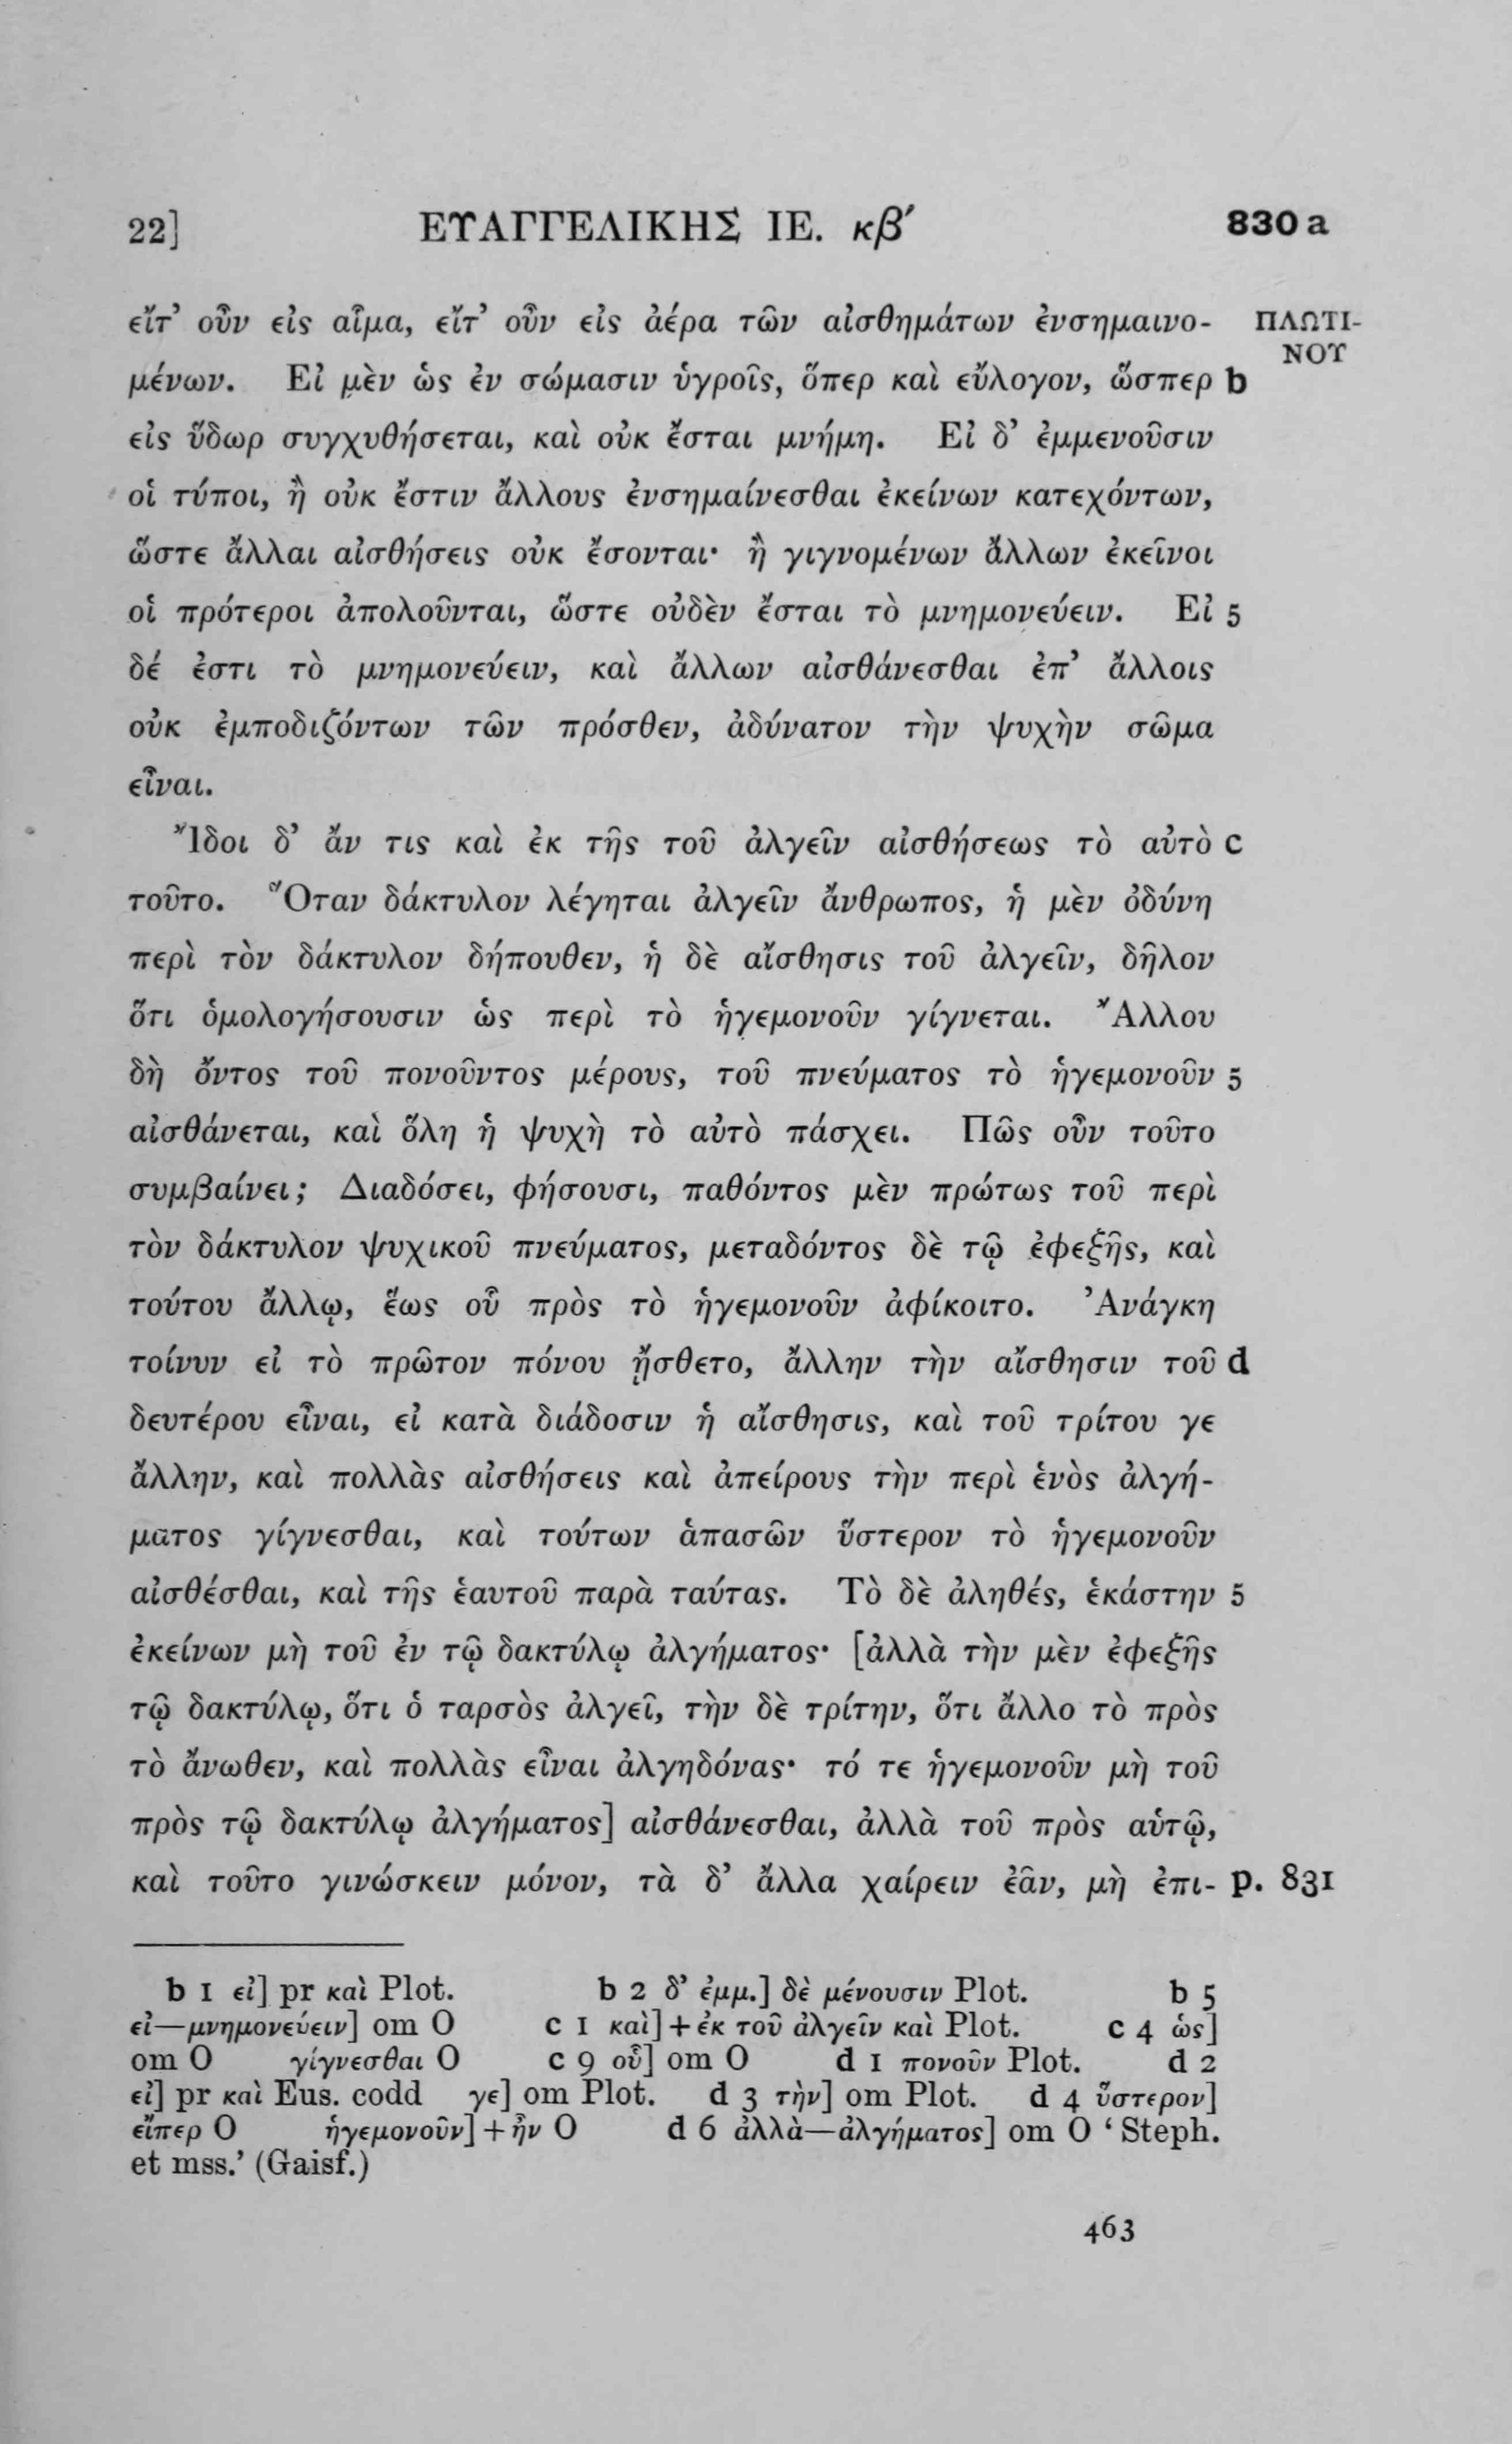 22] ΕΥΑΓΓΕΛΙΚΗΣ ΙΕ. κβ′ 830 a
εἴτ’ οὖν εἰς αἷμα, εἴτ’ οὖν εἰς ἀέρα τῶν αἰσθημάτων ἐνσημαινο- ΠΛΩΤΙ-
ΝΟΥ
μένων. Εἰ μὲν ὡς ἐν σώμασιν ὑγροῖς, ὅπερ καὶ εὔλογον, ὥσπερ b
εἰς ὕδωρ συγχυθήσεται, καὶ οὐκ ἔσται μνήμη. Εἰ δ’ ἐμμενοῦσιν
οἱ τύποι, ἢ οὐκ ἔστιν ἄλλους ἐνσημαίνεσθαι ἐκείνων κατεχόντων,
ὥστε ἄλλαι αἰσθήσεις οὐκ ἔσονται· ἢ γιγνομένων ἄλλων ἐκεῖνοι
οἱ πρότεροι ἀπολοῦνται, ὥστε οὐδὲν ἔσται τὸ μνημονεύειν. Εἰ 5
δέ ἐστι τὸ μνημονεύειν, καὶ ἄλλων αἰσθάνεσθαι ἐπ’ ἄλλοις
οὐκ ἐμποδιζόντων τῶν πρόσθεν, ἀδύνατον τὴν ψυχὴν σῶμα
εἶναι.
Ἴδοι δ’ ἄν τις καὶ ἐκ τῆς τοῦ ἀλγεῖν αἰσθήσεως τὸ αὐτὸ c
τοῦτο. Ὅταν δάκτυλον λέγηται ἀλγεῖν ἄνθρωπος, ἡ μὲν ὀδύνη
περὶ τὸν δάκτυλον δήπουθεν, ἡ δὲ αἴσθησις τοῦ ἀλγεῖν, δῆλον
ὅτι ὁμολογήσουσιν ὡς περὶ τὸ ἡγεμονοῦν γίγνεται. Ἄλλου
δὴ ὄντος τοῦ πονοῦντος μέρους, τοῦ πνεύματος τὸ ἡγεμονοῦν 5
αἰσθάνεται, καὶ ὅλη ἡ ψυχὴ τὸ αὐτὸ πάσχει. Πῶς οὖν τοῦτο
συμβαίνει; Διαδόσει, φήσουσι, παθόντος μὲν πρώτως τοῦ περὶ
τὸν δάκτυλον ψυχικοῦ πνεύματος, μεταδόντος δὲ τῷ ἐφεξῆς, καὶ
τούτου ἄλλῳ, ἕως οὗ πρὸς τὸ ἡγεμονοῦν ἀφίκοιτο. Ἀνάγκη
τοίνυν εἰ τὸ πρῶτον πόνου ᾔσθετο, ἄλλην τὴν αἴσθησιν τοῦ d
δευτέρου εἶναι, εἰ κατὰ διάδοσιν ἡ αἴσθησις, καὶ τοῦ τρίτου γε
ἄλλην, καὶ πολλὰς αἰσθήσεις καὶ ἀπείρους τὴν περὶ ἑνὸς ἀλγή-
ματος γίγνεσθαι, καὶ τούτων ἁπασῶν ὕστερον τὸ ἡγεμονοῦν
αἰσθέσθαι, καὶ τῆς ἑαυτοῦ παρὰ ταύτας. Τὸ δὲ ἀληθές, ἑκάστην 5
ἐκείνων μὴ τοῦ ἐν τῷ δακτύλῳ ἀλγήματος· [ἀλλὰ τὴν μὲν ἐφεξῆς
τῷ δακτύλῳ, ὅτι ὁ ταρσὸς ἀλγεῖ, τὴν δὲ τρίτην, ὅτι ἄλλο τὸ πρὸς
τὸ ἄνωθεν, καὶ πολλὰς εἶναι ἀλγηδόνας· τό τε ἡγεμονοῦν μὴ τοῦ
πρὸς τῷ δακτύλῳ ἀλγήματος] αἰσθάνεσθαι, ἀλλὰ τοῦ πρὸς αὑτῷ,
καὶ τοῦτο γινώσκειν μόνον, τὰ δ’ ἄλλα χαίρειν ἐᾶν, μὴ ἐπι- p. 831
b 1 εἰ] pr καὶ Plot. b 2 δ’ ἐμμ.] δὲ μένουσιν Plot. b 5
εἰ—μνημονεύειν] om O c 1 καὶ] + ἐκ τοῦ ἀλγεῖν καὶ Plot. c 4 ὡς]
om O γίγνεσθαι O c 9 οὗ] om O d 1 πονοῦν Plot. d 2
εἰ] pr καὶ Eus. codd γε] om Plot. d 3 τὴν] om Plot. d 4 ὕστερον]
εἴπερ O ἡγεμονοῦν] + ἦν O d 6 ἀλλὰ—ἀλγήματος] om O ‘ Steph.
et mss.’ (Gaisf.)
463